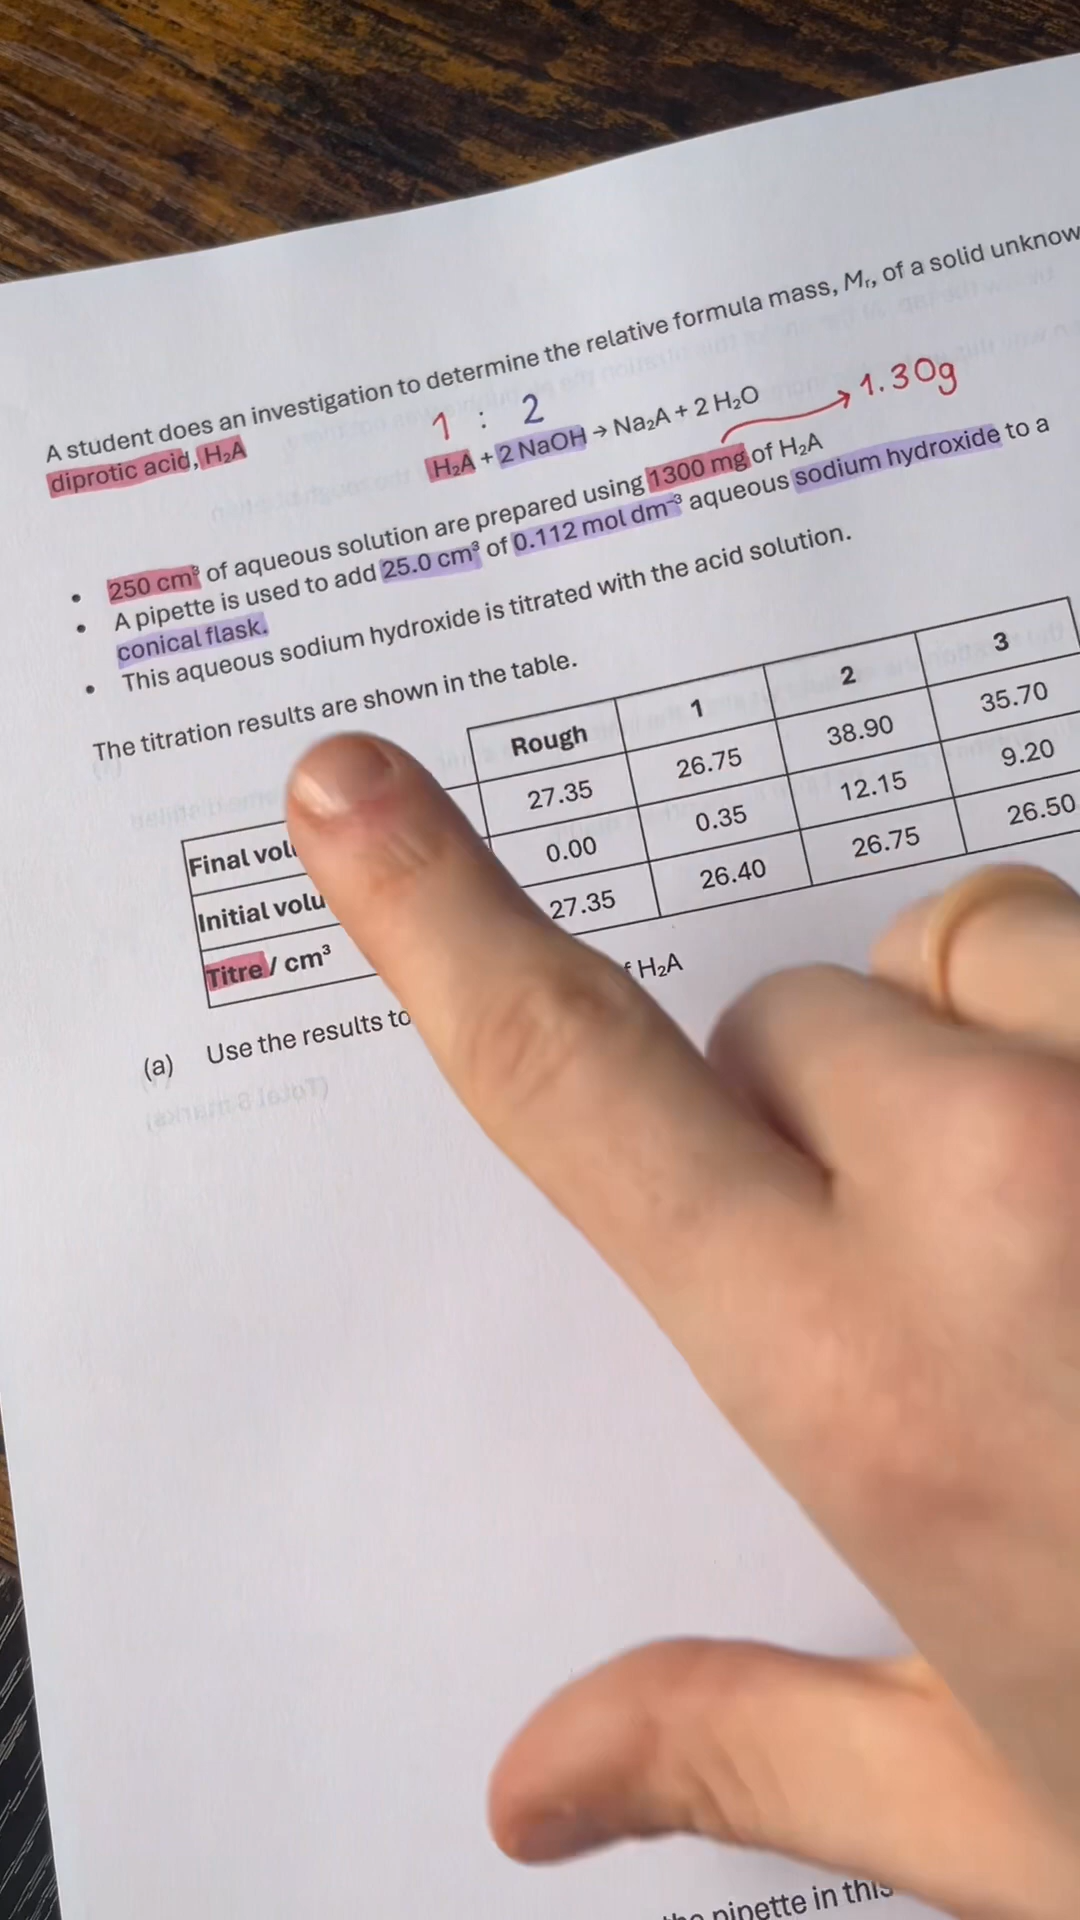 A student does an investigation to determine the relative formula mass, Mᵣ, of a solid
diprotic acid, H₂A
1 : 2
H₂A + 2 NaOH → Na₂A + 2 H₂O
1.30g
• 250 cm³ of aqueous solution are prepared using 1300 mg of H₂A
• A pipette is used to add 25.0 cm³ of 0.112 mol dm⁻³ aqueous sodium hydroxide to a
conical flask.
• This aqueous sodium hydroxide is titrated with the acid solution.
The titration results are shown in the table.
Rough 1 2 3
Final 27.35 26.75 38.90 35.70
Initial 0.00 0.35 12.15 9.20
Titre / cm³ 27.35 26.40 26.75 26.50
(a) Use the results to H₂A
pipette in this